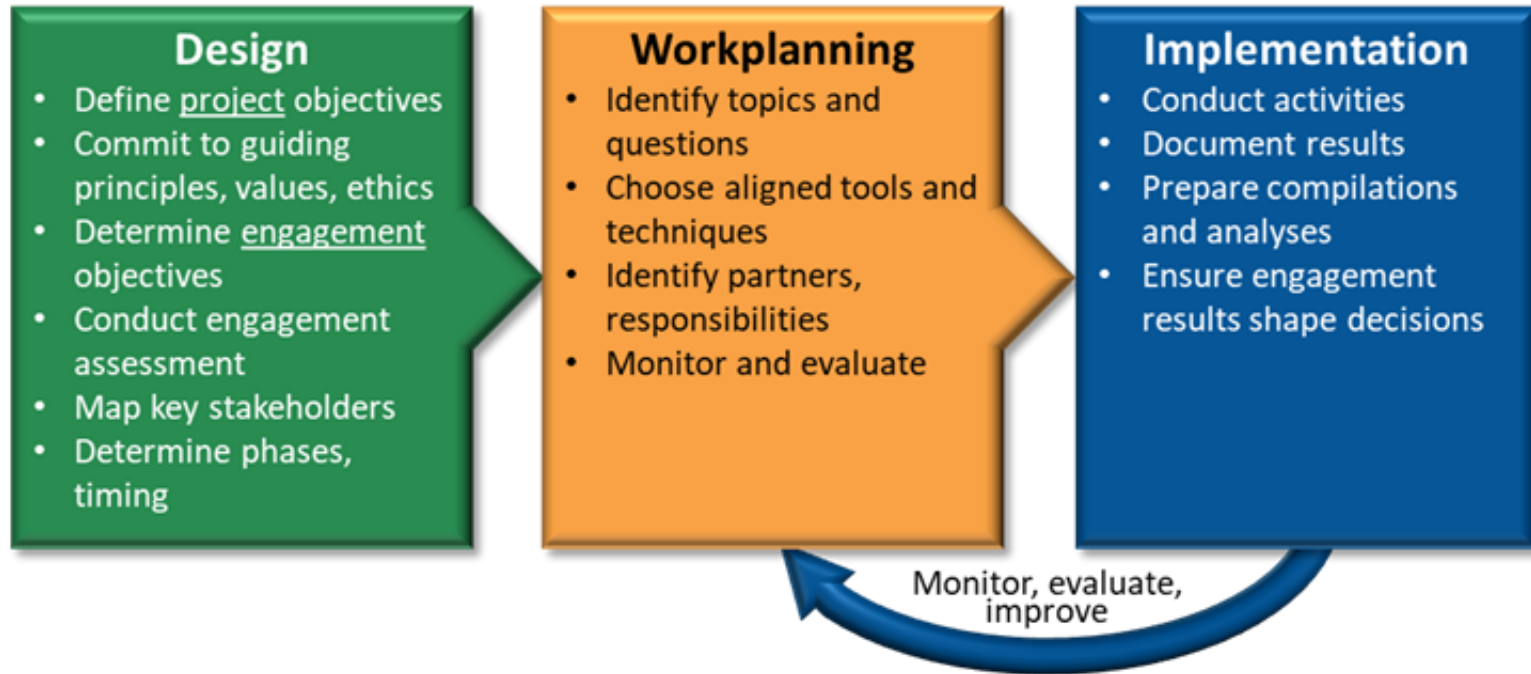 Design
• Define project objectives
• Commit to guiding
principles, values, ethics
• Determine engagement
objectives
• Conduct engagement
assessment
• Map key stakeholders
• Determine phases,
timing
Workplanning
• Identify topics and
questions
• Choose aligned tools and
techniques
• Identify partners,
responsibilities
• Monitor and evaluate
Implementation
• Conduct activities
• Document results
• Prepare compilations
and analyses
• Ensure engagement
results shape decisions
Monitor, evaluate,
improve